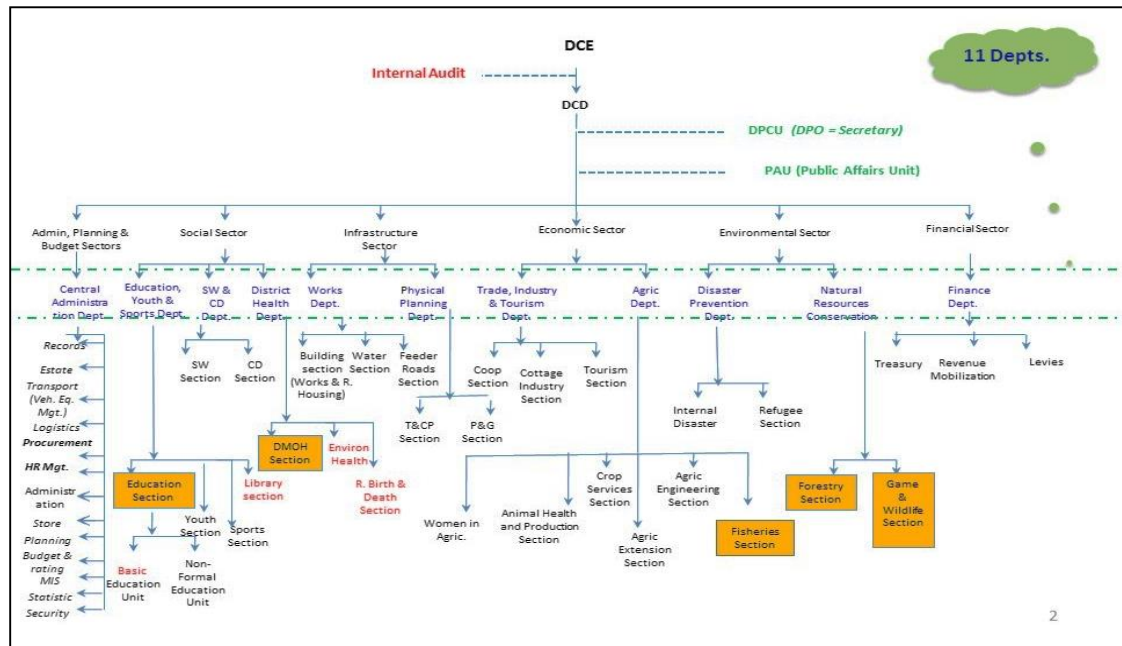 DCE
11 Depts.
Internal Audit
DCD
DPCU (DPO = Secretary)
PAU (Public Affairs Unit)
Admin, Planning &
Budget Sectors
Social Sector
Infrastructure
Sector
Economic Sector
Environmental Sector
Financial Sector
Central
Administra
tion Dept.
Education,
Youth &
Sports Dept.
SW &
CD
Dept.
District
Health
Dept.
Works
Dept.
Physical
Planning
Dept.
Trade, Industry
& Tourism
Dept.
Agric
Dept.
Disaster
Prevention
Dept.
Natural
Resources
Conservation
Finance
Dept.
Records
Estate
Transport
(Veh. Eq.
Mgt.)
Logistics
Procurement
HR Mgt.
Administr
ation
Store
Planning
Budget &
rating
MIS
Statistic
Security
SW
Section
CD
Section
Building
section
(Works & R.
Housing)
Water
Section
Feeder
Roads
Section
Coop
Section
Cottage
Industry
Section
Tourism
Section
Treasury
Revenue
Mobilization
Levies
T&CP
Section
P&G
Section
Internal
Disaster
Refugee
Section
DMOH
Section
Environ
Health
R. Birth &
Death
Section
Education
Section
Youth
Section
Sports
Section
Library
section
Basic
Education
Unit
Non-
Formal
Education
Unit
Women in
Agric.
Animal Health
and Production
Section
Crop
Services
Section
Agric
Extension
Section
Agric
Engineering
Section
Fisheries
Section
Forestry
Section
Game
&
Wildlife
Section
2